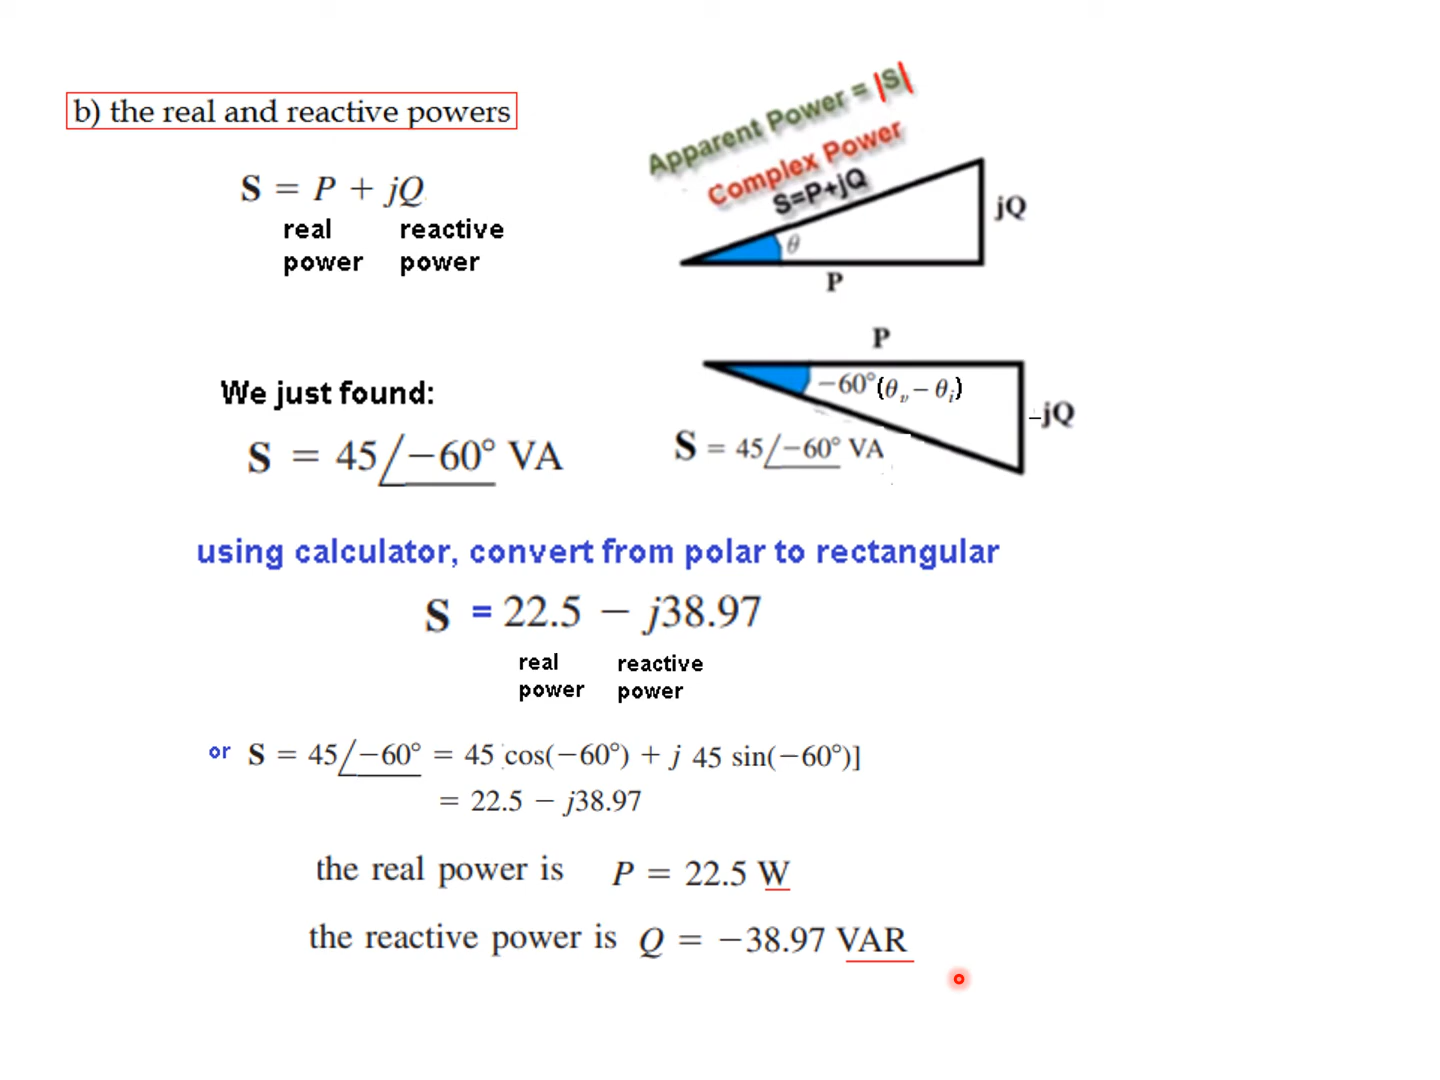 b) the real and reactive powers
Apparent Power = |S|
Complex Power
S=P+jQ
S = P + jQ
real reactive
power power
θ
jQ
P
P
−60°(θv − θi)
-jQ
We just found:
S = 45∠−60° VA
S = 45∠−60° VA
using calculator, convert from polar to rectangular
S = 22.5 − j38.97
real reactive
power power
or S = 45∠−60° = 45 cos(−60°) + j 45 sin(−60°)]
= 22.5 − j38.97
the real power is P = 22.5 W
the reactive power is Q = −38.97 VAR